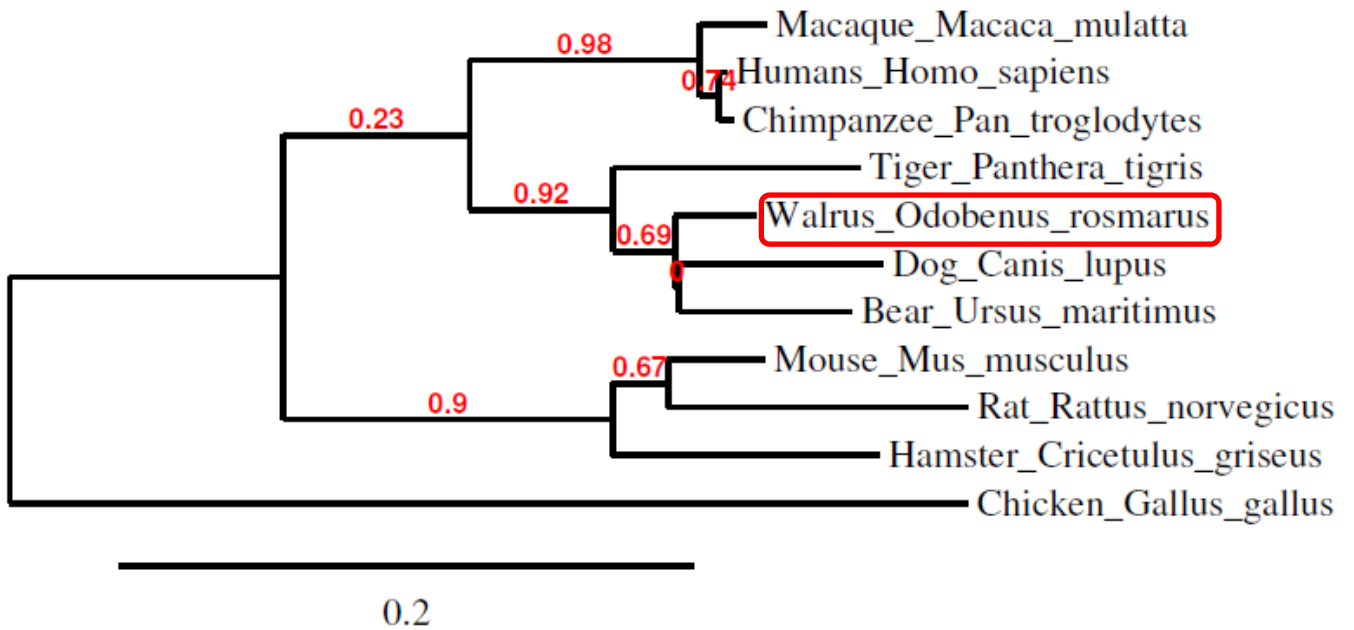 Macaque_Macaca_mulatta
0.98
Humans_Homo_sapiens
0.74
Chimpanzee_Pan_troglodytes
0.23
Tiger_Panthera_tigris
0.92
Walrus_Odobenus_rosmarus
0.69
Dog_Canis_lupus
0
Bear_Ursus_maritimus
Mouse_Mus_musculus
0.67
Rat_Rattus_norvegicus
0.9
Hamster_Cricetulus_griseus
Chicken_Gallus_gallus
0.2